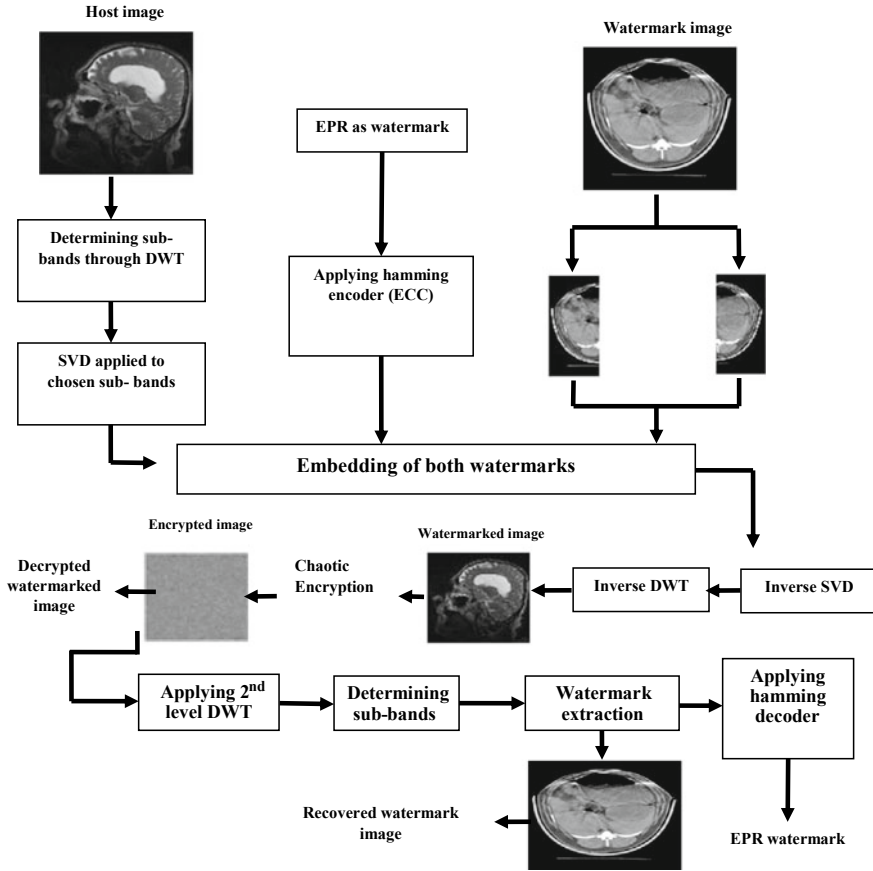 Host image
Watermark image
EPR as watermark
Determining sub-
bands through DWT
Applying hamming
encoder (ECC)
SVD applied to
chosen sub- bands
Embedding of both watermarks
Encrypted image
Watermarked image
Decrypted
watermarked
image
Chaotic
Encryption
Inverse DWT
Inverse SVD
Applying 2nd
level DWT
Determining
sub-bands
Watermark
extraction
Applying
hamming
decoder
Recovered watermark
image
EPR watermark